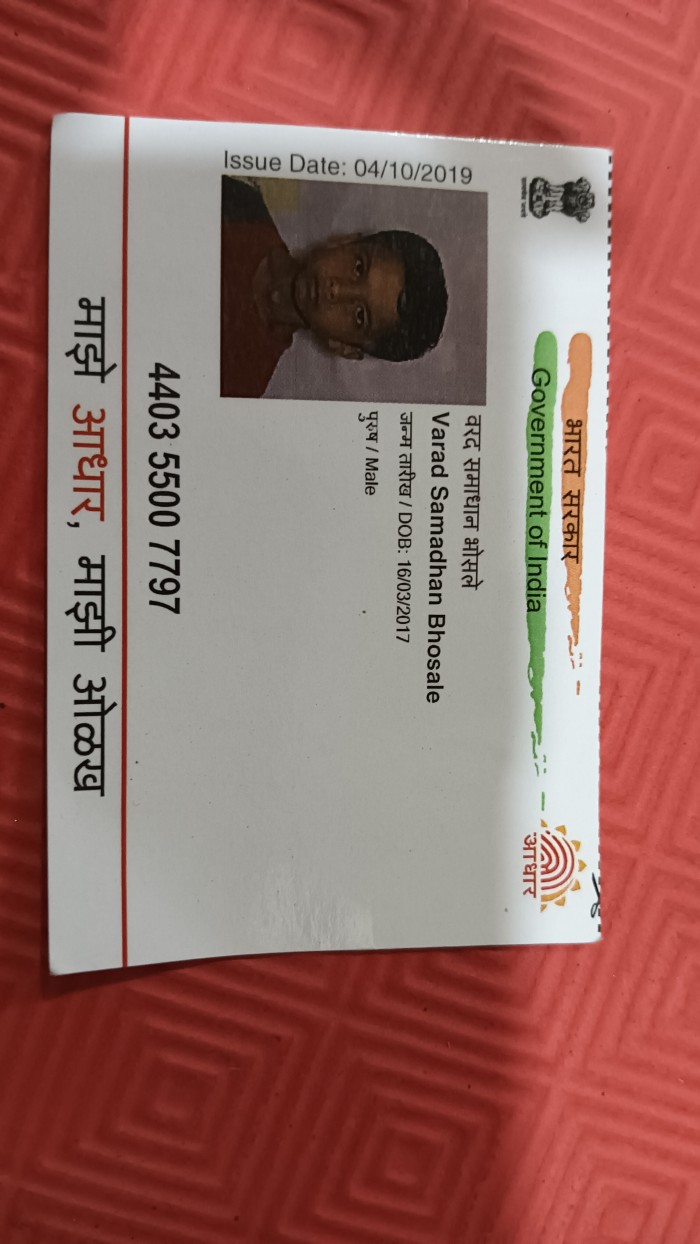 भारत सरकार
Government of India
आधार
Issue Date: 04/10/2019
वरद समाधान भोसले
Varad Samadhan Bhosale
जन्म तारीख / DOB: 16/03/2017
पुरुष / Male
4403 5500 7797
माझे आधार, माझी ओळख